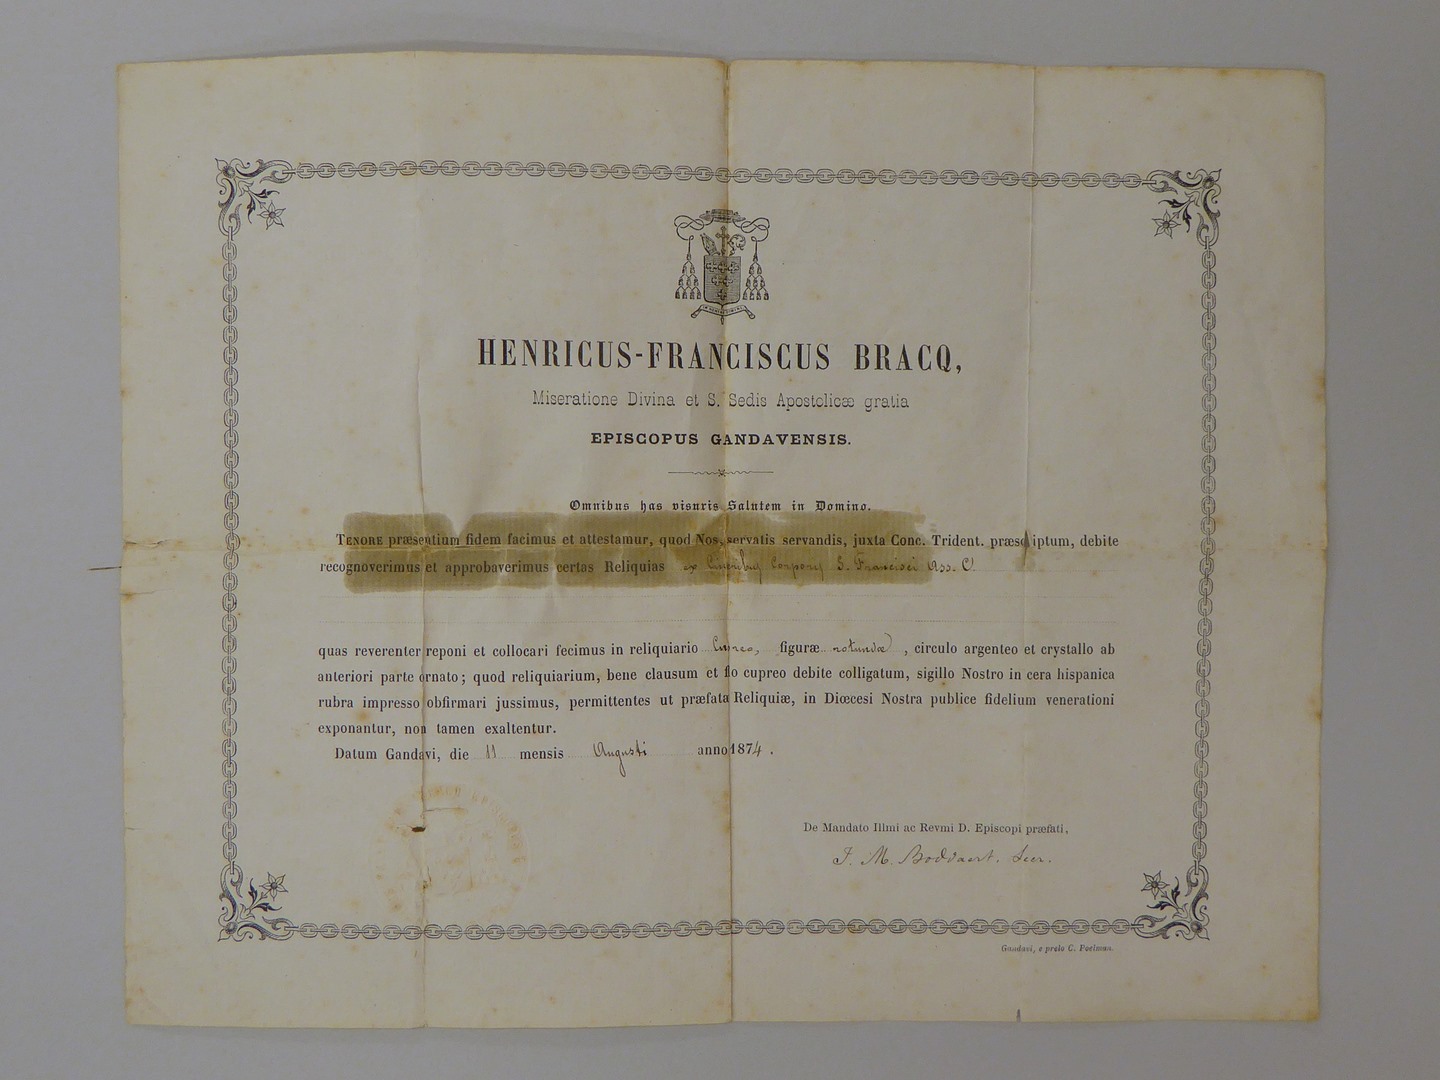 HENRICUS-FRANCISCUS BRACQ,
Miseratione Divina et S. Sedis Apostolicæ gratia
EPISCOPUS GANDAVENSIS.
Omnibus has visuris Salutem in Domino.
TENORE præsentium fidem facimus et attestamur, quod Nos, servatis servandis, juxta Conc. Trident. præscriptum, debite
recognoverimus et approbaverimus certas Reliquias ex Cineribus Corporis S. Francisci Ass. C.
quas reverenter reponi et collocari fecimus in reliquiario Cupreo, figuræ rotundæ, circulo argenteo et crystallo ab
anteriori parte ornato; quod reliquiarium, bene clausum et filo cupreo debite colligatum, sigillo Nostro in cera hispanica
rubra impresso obfirmari jussimus, permittentes ut præfata Reliquiæ, in Diœcesi Nostra publice fidelium venerationi
exponantur, non tamen exaltentur.
Datum Gandavi, die 11 mensis Augusti anno 1874.
De Mandato Illmi ac Revmi D. Episcopi præfati,
J. M. Boddaert. Secr.
Gandavi, e prelo C. Poelman.